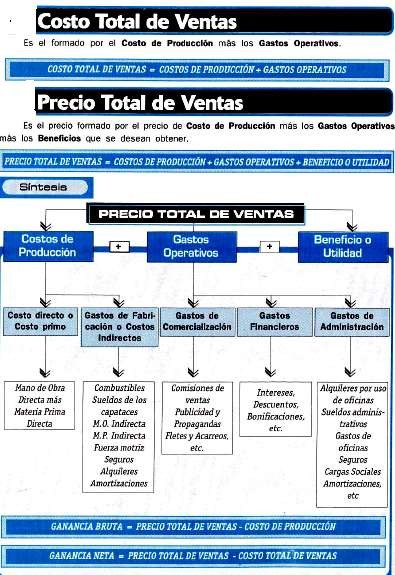 Costo Total de Ventas
Es el formado por el Costo de Producción más los Gastos Operativos.
COSTO TOTAL DE VENTAS = COSTOS DE PRODUCCIÓN + GASTOS OPERATIVOS
Precio Total de Ventas
Es el precio formado por el precio de Costo de Producción más los Gastos Operativos
más los Beneficios que se desean obtener.
PRECIO TOTAL DE VENTAS = COSTOS DE PRODUCCIÓN + GASTOS OPERATIVOS + BENEFICIO O UTILIDAD
Síntesis
PRECIO TOTAL DE VENTAS
Costos de
Producción
+
Gastos
Operativos
+
Beneficio o
Utilidad
Costo directo o
Costo primo
Gastos de Fabri-
cación o Costos
Indirectos
Gastos de
Comercialización
Gastos
Financieros
Gastos de
Administración
Mano de Obra
Directa más
Materia Prima
Directa
Combustibles
Sueldos de los
capataces
M.O. Indirecta
M.P. Indirecta
Fuerza motriz
Seguros
Alquileres
Amortizaciones
Comisiones de
ventas
Publicidad y
Propagandas
Fletes y Acarreos,
etc.
Intereses,
Descuentos,
Bonificaciones,
etc.
Alquileres por uso
de oficinas
Sueldos adminis-
trativos
Gastos de
oficinas
Seguros
Cargas Sociales
Amortizaciones,
etc
GANANCIA BRUTA = PRECIO TOTAL DE VENTAS - COSTO DE PRODUCCIÓN
GANANCIA NETA = PRECIO TOTAL DE VENTAS - COSTO TOTAL DE VENTAS